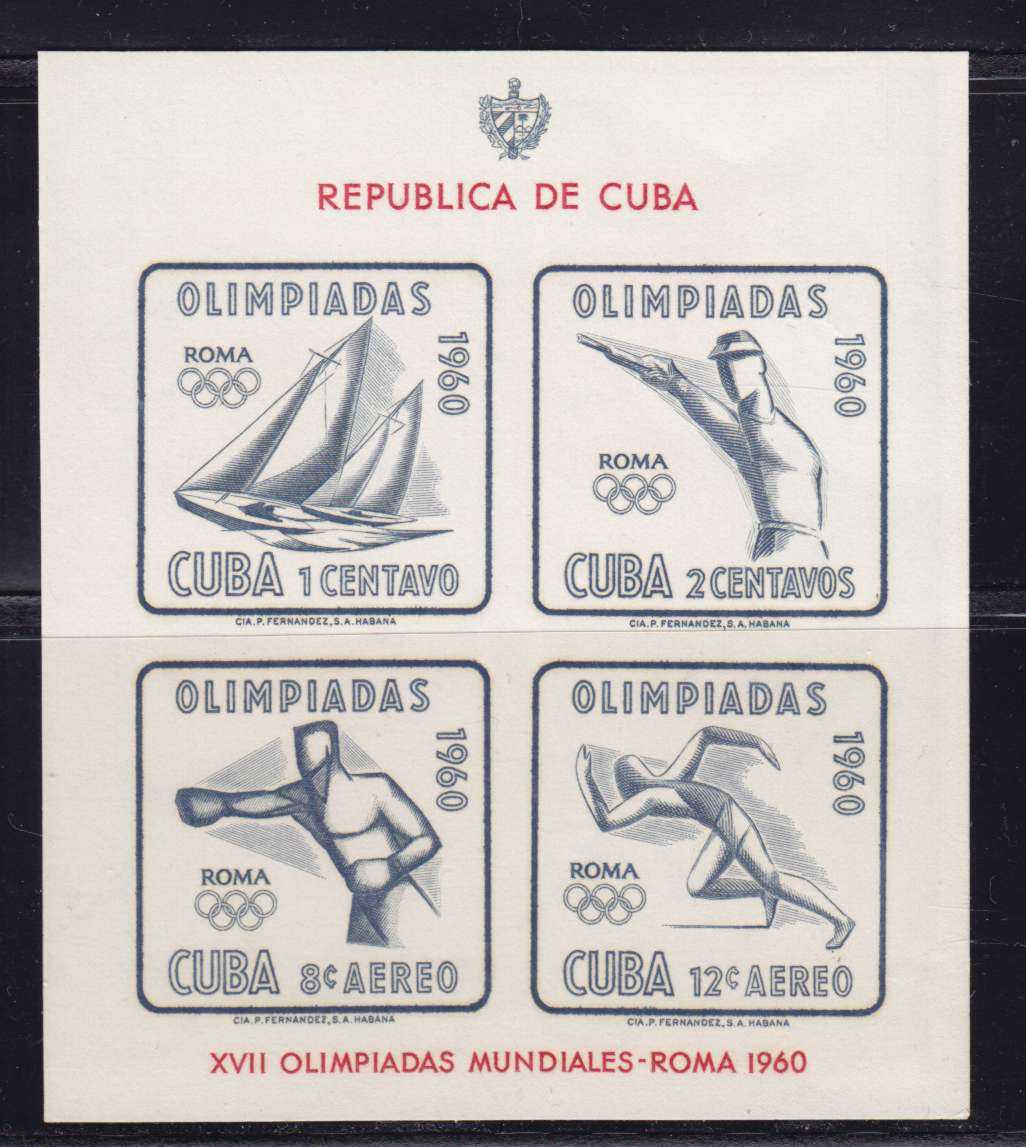 REPUBLICA DE CUBA
OLIMPIADAS
1960
ROMA
CUBA 1 CENTAVO
CIA. P. FERNANDEZ, S. A. HABANA
OLIMPIADAS
1960
ROMA
CUBA 2 CENTAVOS
CIA. P. FERNANDEZ, S. A. HABANA
OLIMPIADAS
1960
ROMA
CUBA 8¢ AEREO
CIA. P. FERNANDEZ, S. A. HABANA
OLIMPIADAS
1960
ROMA
CUBA 12¢ AEREO
CIA. P. FERNANDEZ, S. A. HABANA
XVII OLIMPIADAS MUNDIALES-ROMA 1960